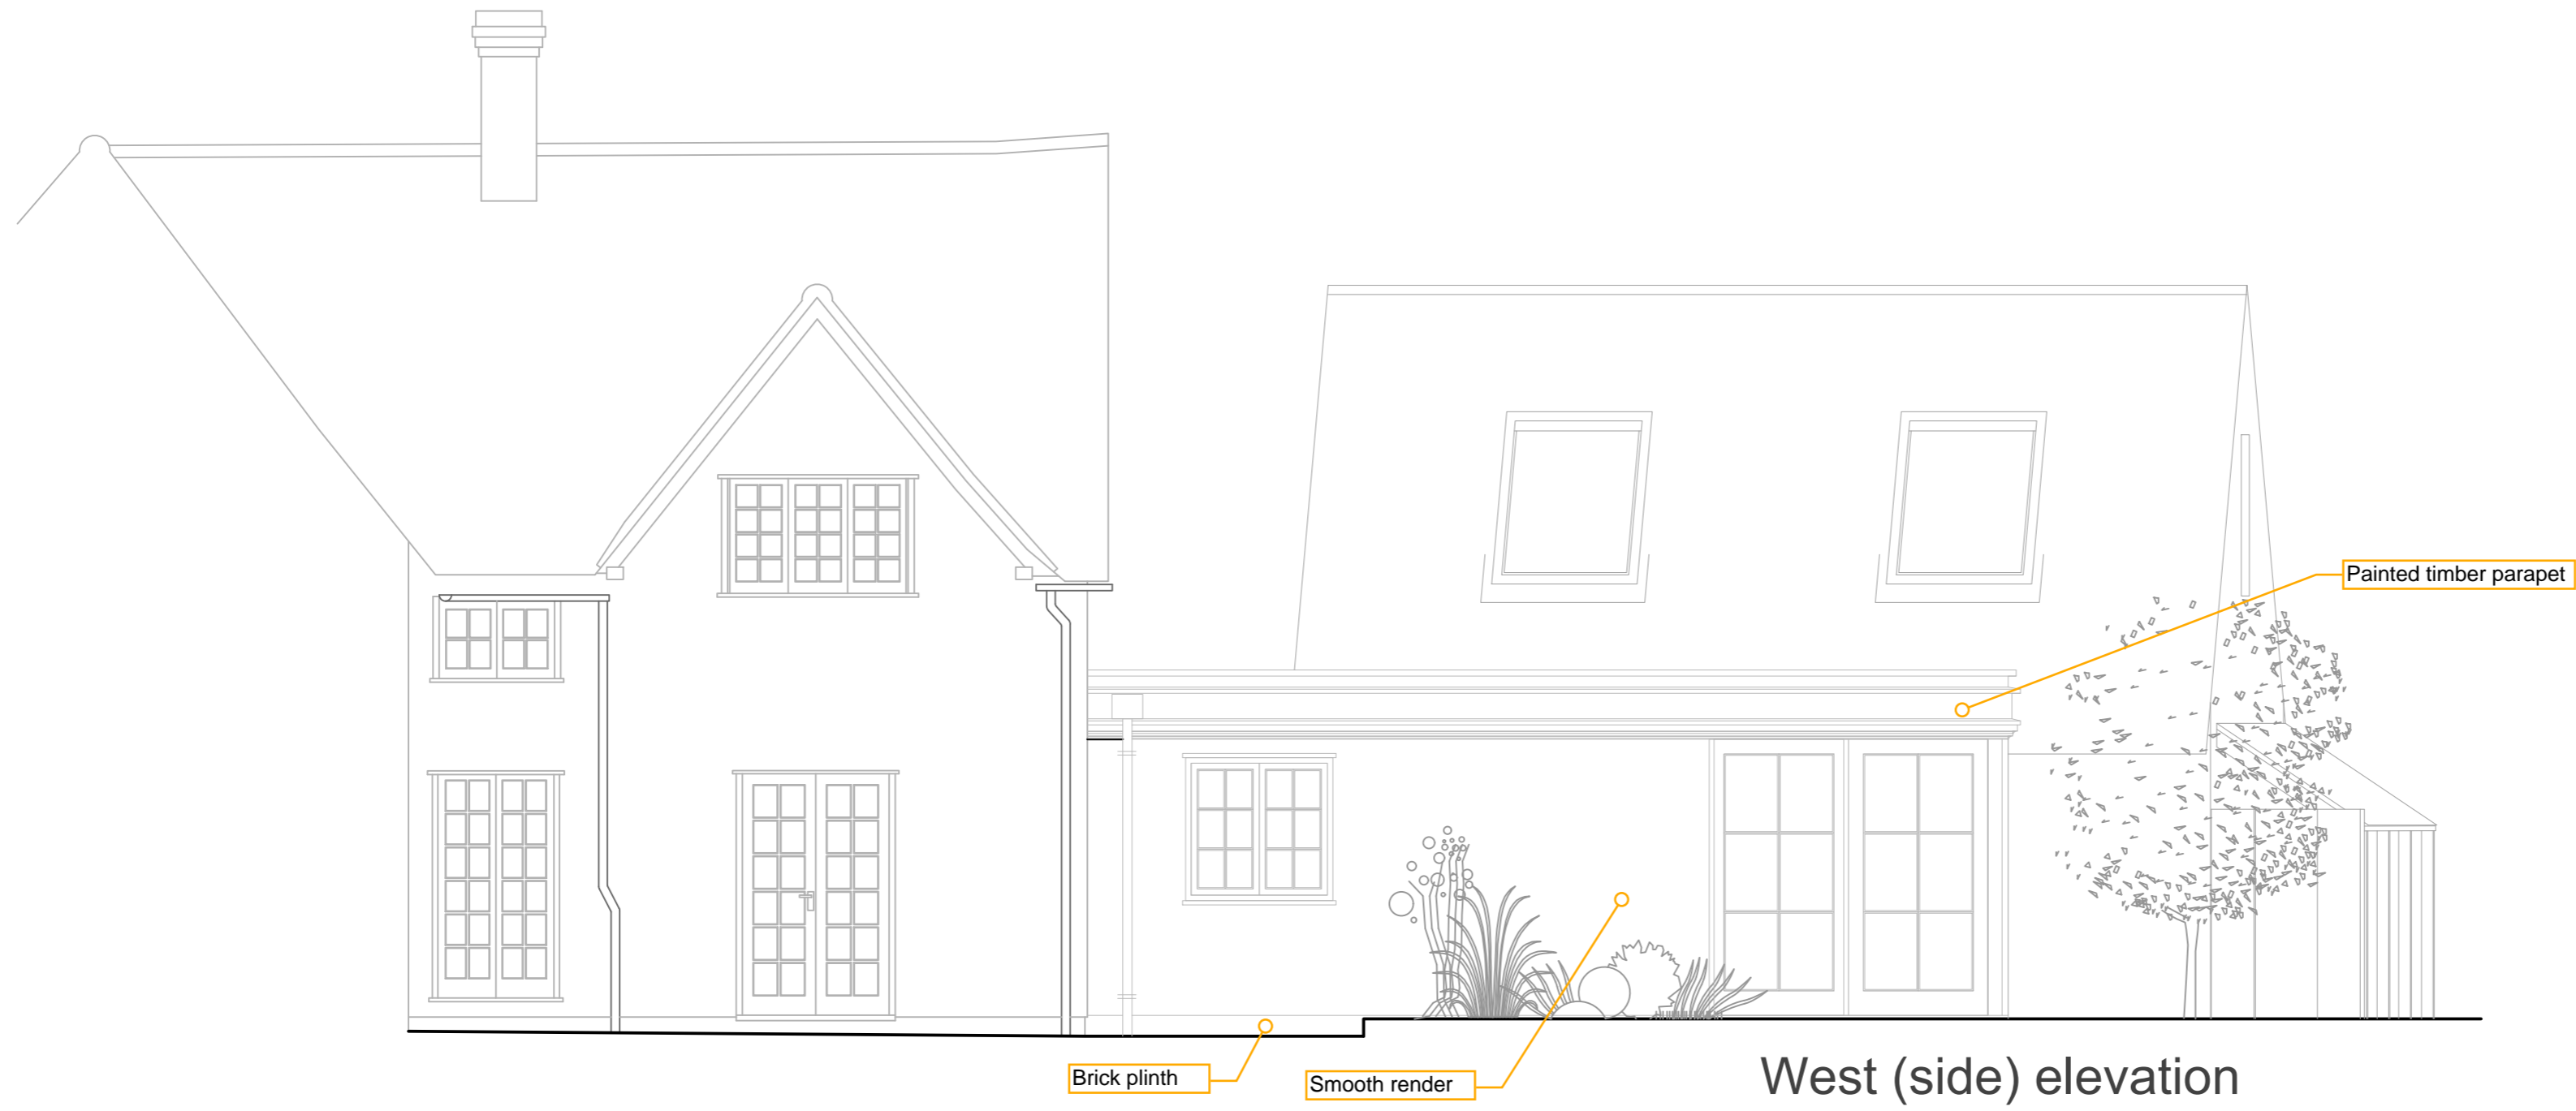 Painted timber parapet
Brick plinth
Smooth render
West (side) elevation